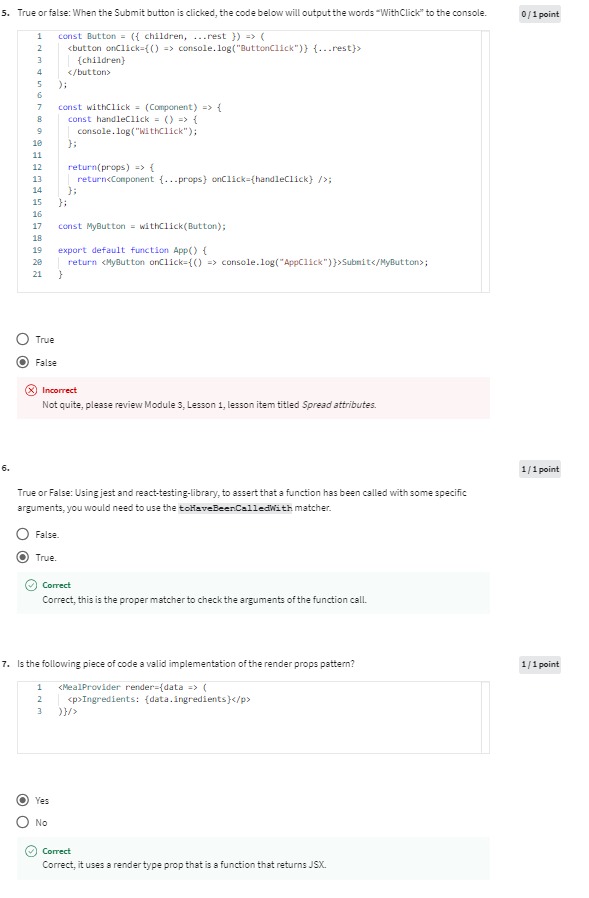 5. True or false: When the Submit button is clicked, the code below will output the words "WithClick" to the console.
0 / 1 point
1 const Button = ({ children, ...rest }) => (
2 <button onClick={() => console.log("ButtonClick")} {...rest}>
3 {children}
4 </button>
5 );
6
7 const withClick = (Component) => {
8 const handleClick = () => {
9 console.log("WithClick");
10 };
11
12 return(props) => {
13 return<Component {...props} onClick={handleClick} />;
14 };
15 };
16
17 const MyButton = withClick(Button);
18
19 export default function App() {
20 return <MyButton onClick={() => console.log("AppClick")}>Submit</MyButton>;
21 }
True
False
Incorrect
Not quite, please review Module 3, Lesson 1, lesson item titled Spread attributes.
6.
1 / 1 point
True or False: Using jest and react-testing-library, to assert that a function has been called with some specific
arguments, you would need to use the toHaveBeenCalledWith matcher.
False.
True.
Correct
Correct, this is the proper matcher to check the arguments of the function call.
7. Is the following piece of code a valid implementation of the render props pattern?
1 / 1 point
1 <MealProvider render={data => (
2 <p>Ingredients: {data.ingredients}</p>
3 )}/>
Yes
No
Correct
Correct, it uses a render type prop that is a function that returns JSX.